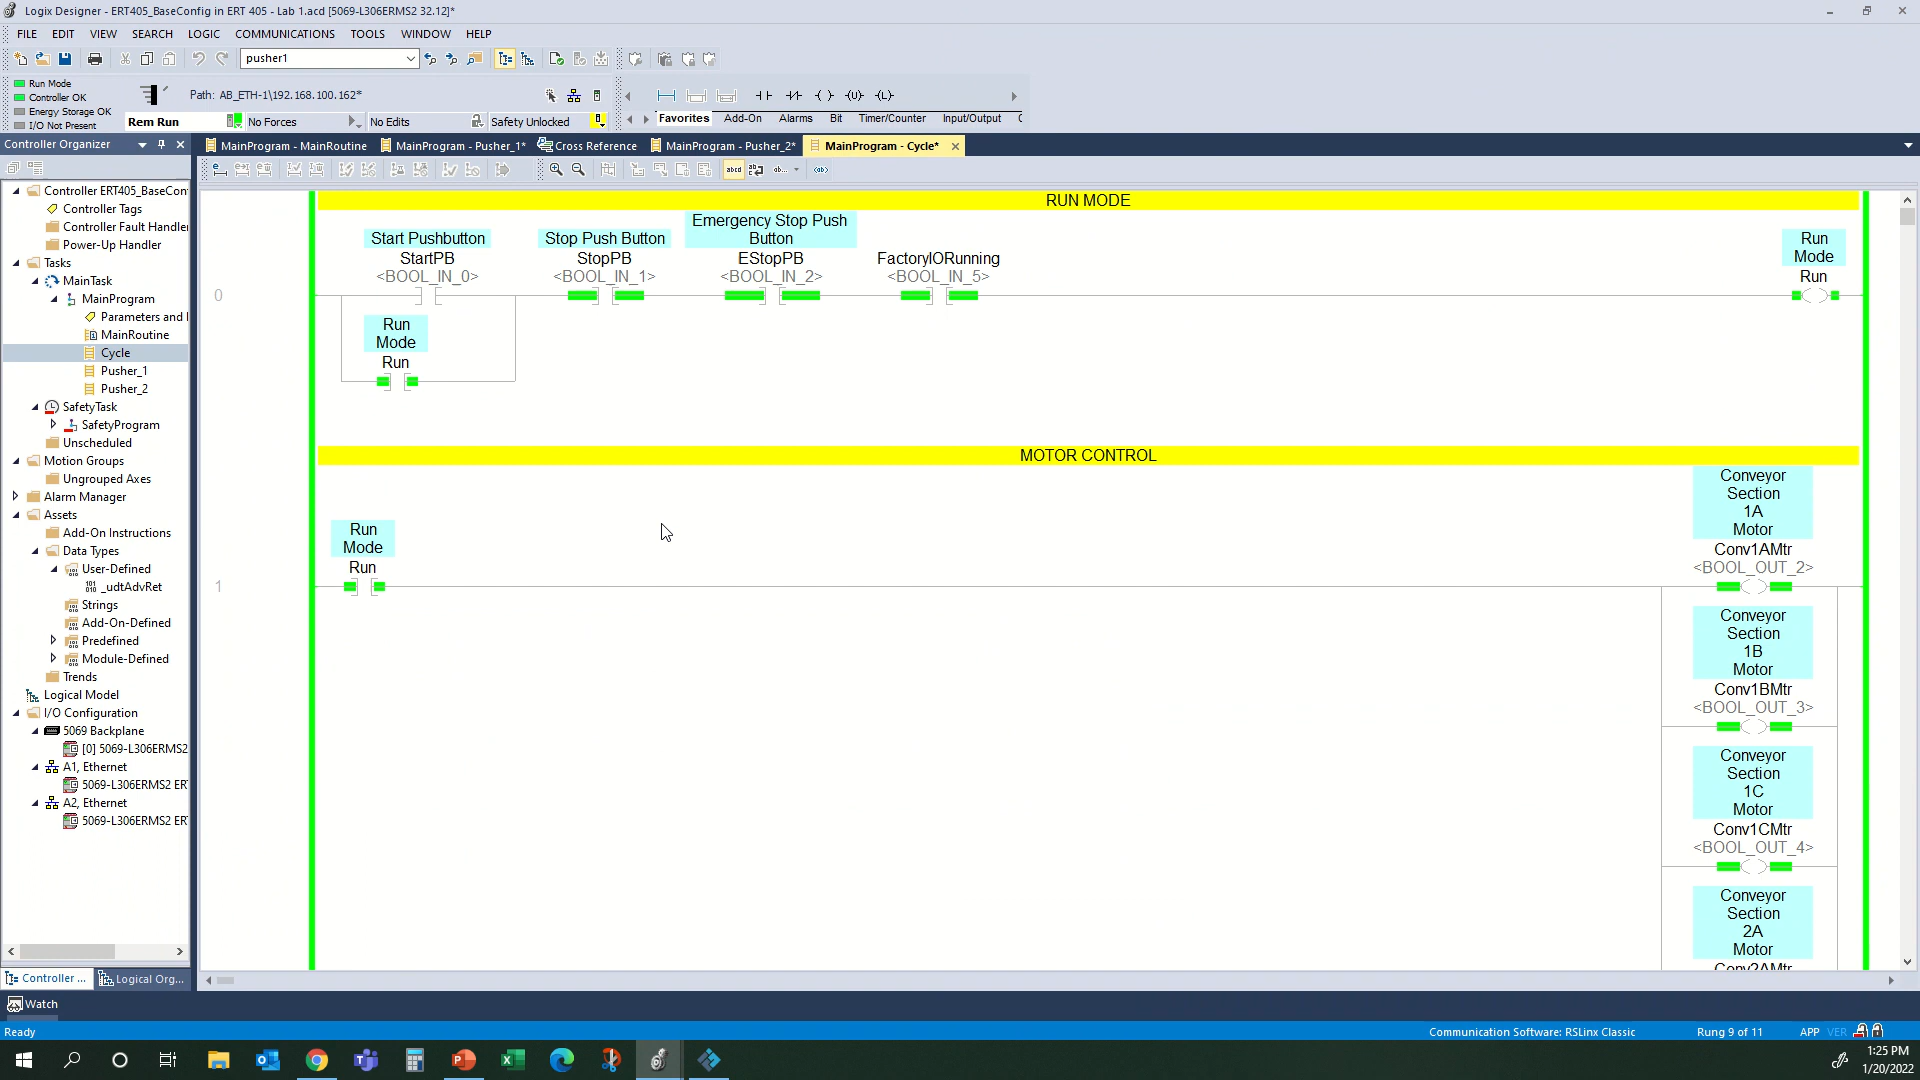 Logix Designer - ERT405_BaseConfig in ERT 405 - Lab 1.acd [5069-L306ERMS2 32.12]*
FILE EDIT VIEW SEARCH LOGIC COMMUNICATIONS TOOLS WINDOW HELP
pusher1
Run Mode
Controller OK
Energy Storage OK
I/O Not Present
Path: AB_ETH-1\192.168.100.162*
Rem Run No Forces No Edits Safety Unlocked
Favorites Add-On Alarms Bit Timer/Counter Input/Output
Controller Organizer
MainProgram - MainRoutine MainProgram - Pusher_1* Cross Reference MainProgram - Pusher_2* MainProgram - Cycle*
Controller ERT405_BaseConf
Controller Tags
Controller Fault Handler
Power-Up Handler
Tasks
MainTask
MainProgram
Parameters and
MainRoutine
Cycle
Pusher_1
Pusher_2
SafetyTask
SafetyProgram
Unscheduled
Motion Groups
Ungrouped Axes
Alarm Manager
Assets
Add-On Instructions
Data Types
User-Defined
_udtAdvRet
Strings
Add-On-Defined
Predefined
Module-Defined
Trends
Logical Model
I/O Configuration
5069 Backplane
[0] 5069-L306ERMS2
A1, Ethernet
5069-L306ERMS2 ER
A2, Ethernet
5069-L306ERMS2 ER
Controller ... Logical Org...
RUN MODE
Start Pushbutton
StartPB
<BOOL_IN_0>
Stop Push Button
StopPB
<BOOL_IN_1>
Emergency Stop Push
Button
EStopPB
<BOOL_IN_2>
FactoryIORunning
<BOOL_IN_5>
Run
Mode
Run
0
Run
Mode
Run
MOTOR CONTROL
Run
Mode
Run
1
Conveyor
Section
1A
Motor
Conv1AMtr
<BOOL_OUT_2>
Conveyor
Section
1B
Motor
Conv1BMtr
<BOOL_OUT_3>
Conveyor
Section
1C
Motor
Conv1CMtr
<BOOL_OUT_4>
Conveyor
Section
2A
Motor
Conv2AMtr
Watch
Ready
Communication Software: RSLinx Classic Rung 9 of 11 APP VER
1:25 PM
1/20/2022